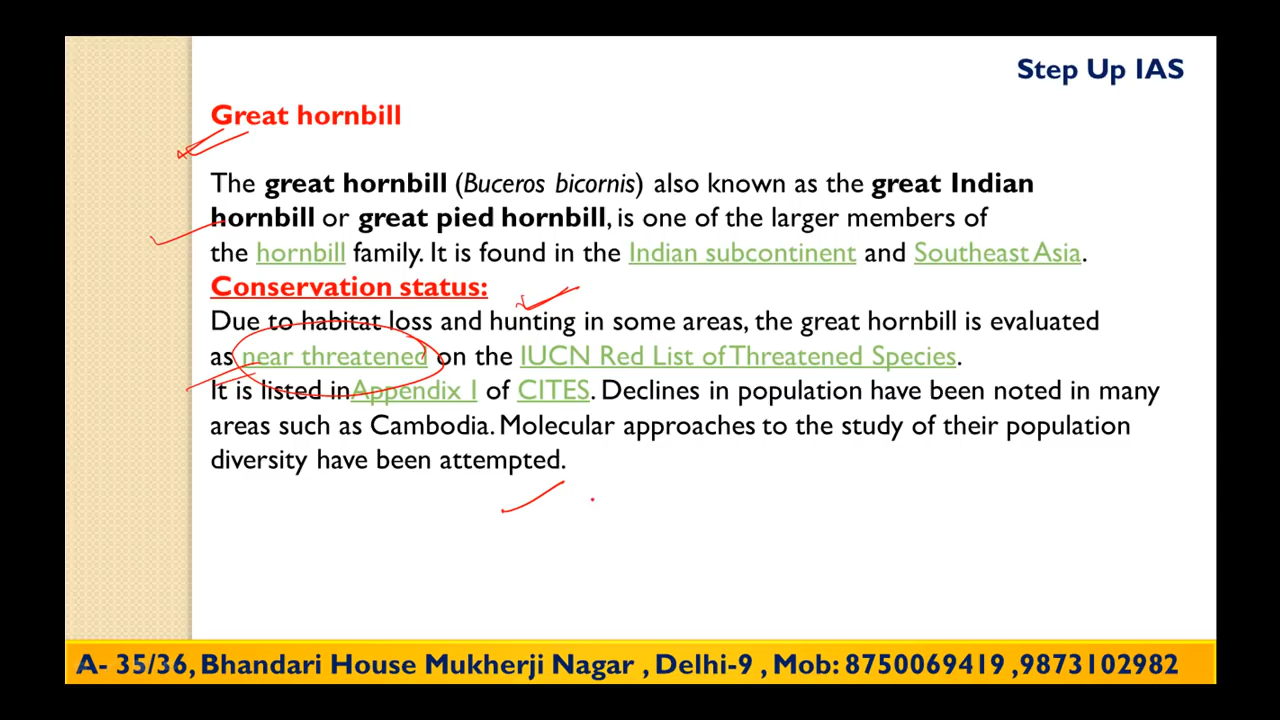 Step Up IAS
Great hornbill
The great hornbill (Buceros bicornis) also known as the great Indian
hornbill or great pied hornbill, is one of the larger members of
the hornbill family. It is found in the Indian subcontinent and Southeast Asia.
Conservation status:
Due to habitat loss and hunting in some areas, the great hornbill is evaluated
as near threatened on the IUCN Red List of Threatened Species.
It is listed inAppendix I of CITES. Declines in population have been noted in many
areas such as Cambodia. Molecular approaches to the study of their population
diversity have been attempted.
A- 35/36, Bhandari House Mukherji Nagar , Delhi-9 , Mob: 8750069419 ,9873102982